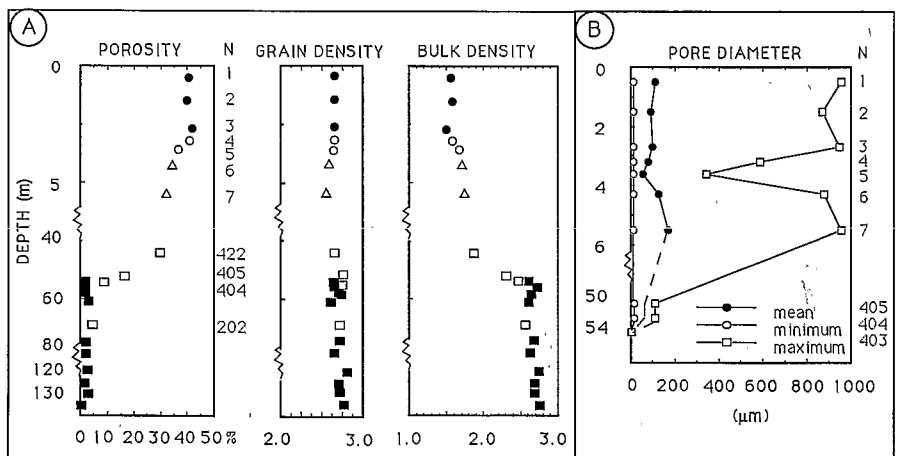 A
POROSITY N GRAIN DENSITY BULK DENSITY
0
5
40
60
80
120
130
DEPTH (m)
1
2
3
4
5
6
7
422
405
404
202
0 10 20 30 40 50 %
2.0 3.0
1.0 2.0 3.0
B
PORE DIAMETER N
0
2
4
6
50
54
1
2
3
4
5
6
7
405
404
403
mean
minimum
maximum
0 200 400 600 800 1000
(µm)